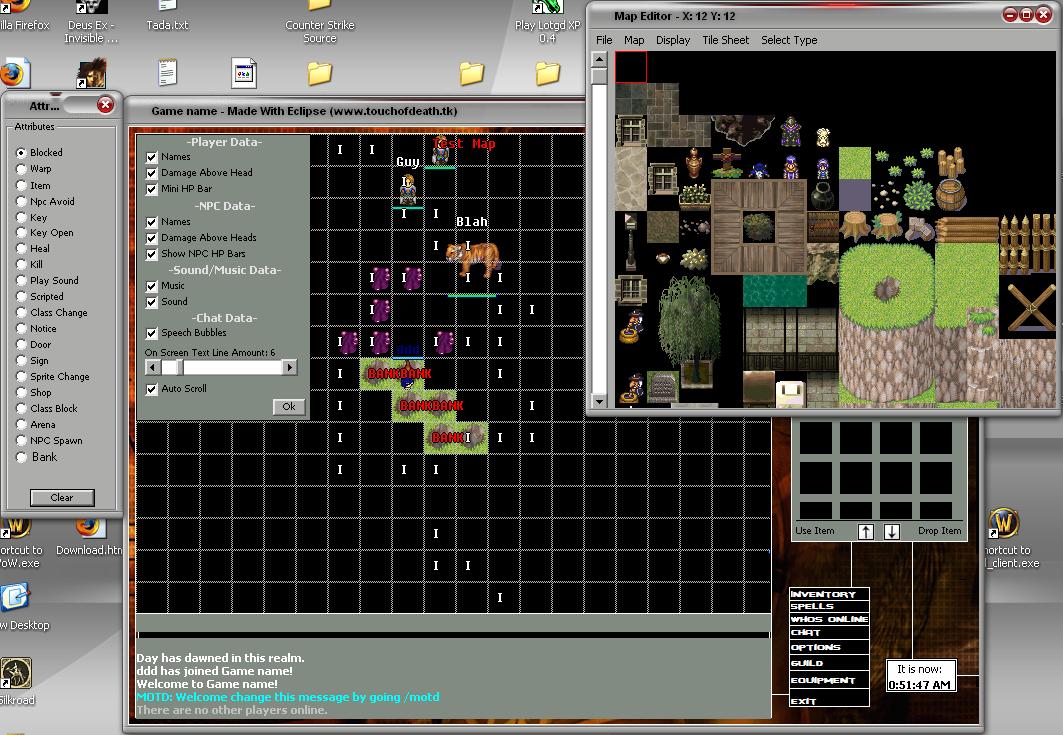 illa Firefox
Deus Ex -
Invisible ...
Tada.txt
Counter Strike
Source
Play Lotgd XP
0.4
Map Editor - X: 12 Y: 12
File Map Display Tile Sheet Select Type
Attr...
Attributes
Blocked
Warp
Item
Npc Avoid
Key
Key Open
Heal
Kill
Play Sound
Scripted
Class Change
Notice
Door
Sign
Sprite Change
Shop
Class Block
Arena
NPC Spawn
Bank
Clear
Game name - Made With Eclipse (www.touchofdeath.tk)
-Player Data-
Names
Damage Above Head
Mini HP Bar
-NPC Data-
Names
Damage Above Heads
Show NPC HP Bars
-Sound/Music Data-
Music
Sound
-Chat Data-
Speech Bubbles
On Screen Text Line Amount: 6
Auto Scroll
Ok
Test Map
Guy
Blah
ddd
BANKBANK
BANKBANK
BANK
Use Item
Drop Item
INVENTORY
SPELLS
WHOS ONLINE
CHAT
OPTIONS
GUILD
EQUIPMENT
EXIT
It is now:
0:51:47 AM
Day has dawned in this realm.
ddd has joined Game name!
Welcome to Game name!
MOTD: Welcome change this message by going /motd
There are no other players online.
ortcut to
WoW.exe
Download.htm
w Desktop
Silkroad
hortcut to
l_client.exe